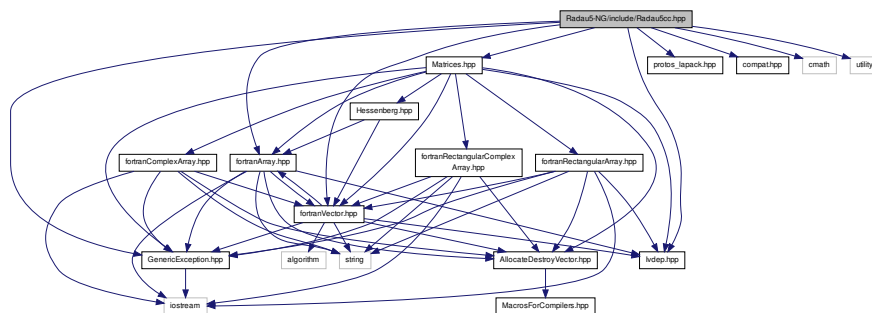 Radau5-NG/include/Radau5cc.hpp
Matrices.hpp
protos_lapack.hpp
compat.hpp
cmath
utility
Hessenberg.hpp
fortranComplexArray.hpp
fortranArray.hpp
fortranRectangularComplex
Array.hpp
fortranRectangularArray.hpp
fortranVector.hpp
GenericException.hpp
algorithm
string
AllocateDestroyVector.hpp
Ivdep.hpp
iostream
MacrosForCompilers.hpp